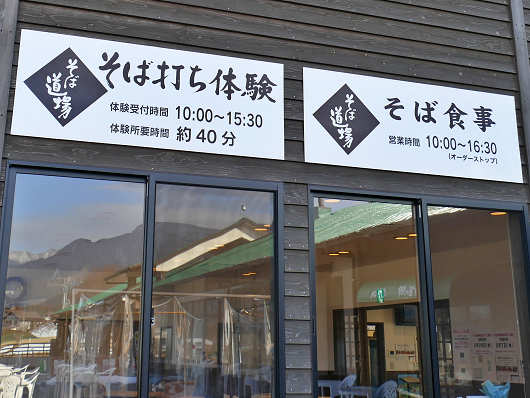 そば
道場
そば打ち体験
体験受付時間 10:00～15:30
体験所要時間 約40分
そば
道場
そば食事
営業時間 10:00～16:30
(オーダーストップ)